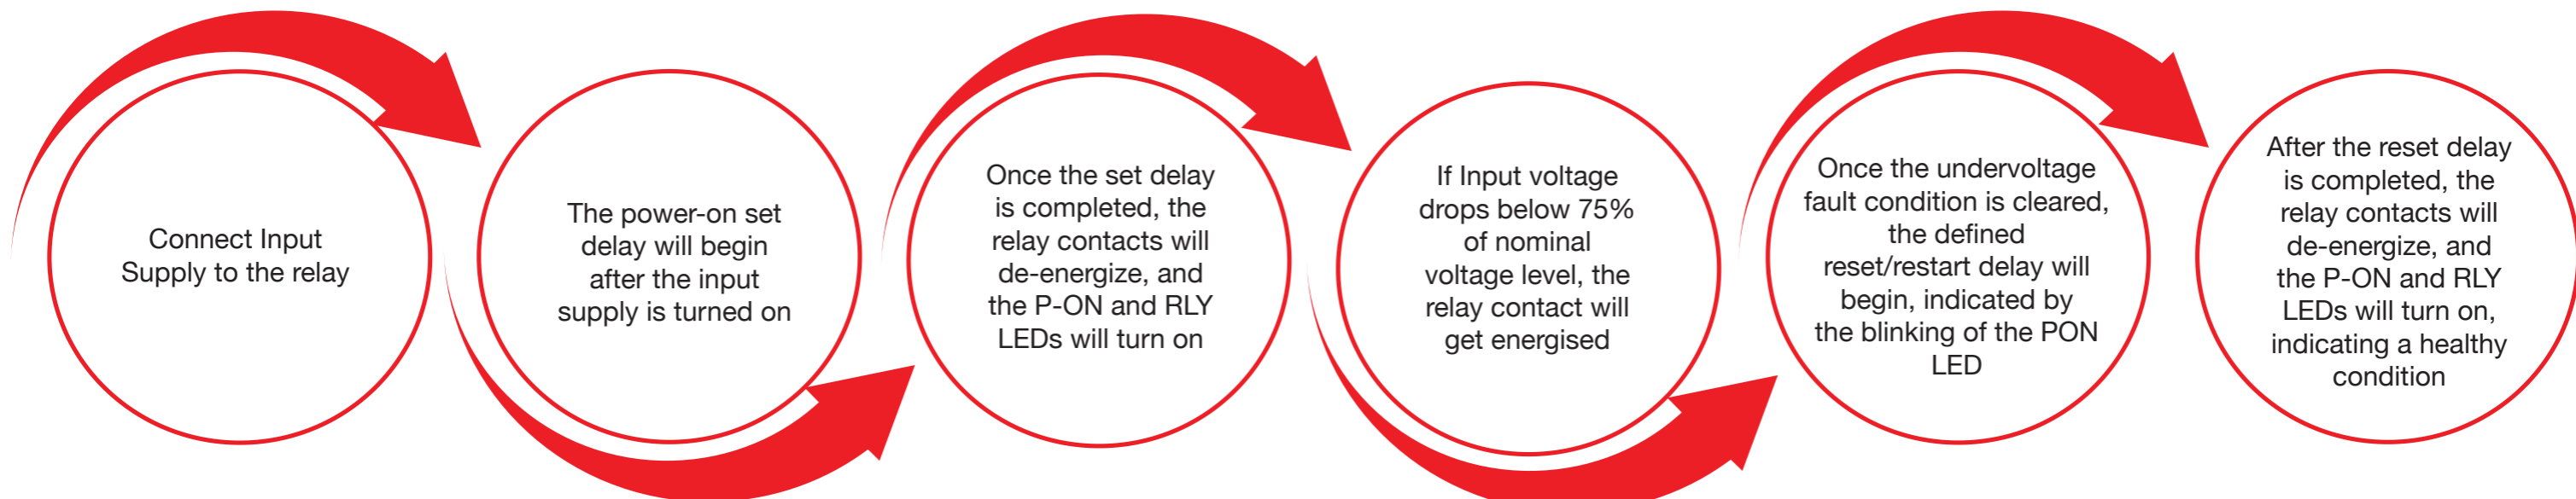 Connect Input
Supply to the relay
The power-on set
delay will begin
after the input
supply is turned on
Once the set delay
is completed, the
relay contacts will
de-energize, and
the P-ON and RLY
LEDs will turn on
If Input voltage
drops below 75%
of nominal
voltage level, the
relay contact will
get energised
Once the undervoltage
fault condition is cleared,
the defined
reset/restart delay will
begin, indicated by
the blinking of the PON
LED
After the reset delay
is completed, the
relay contacts will
de-energize, and
the P-ON and RLY
LEDs will turn on,
indicating a healthy
condition